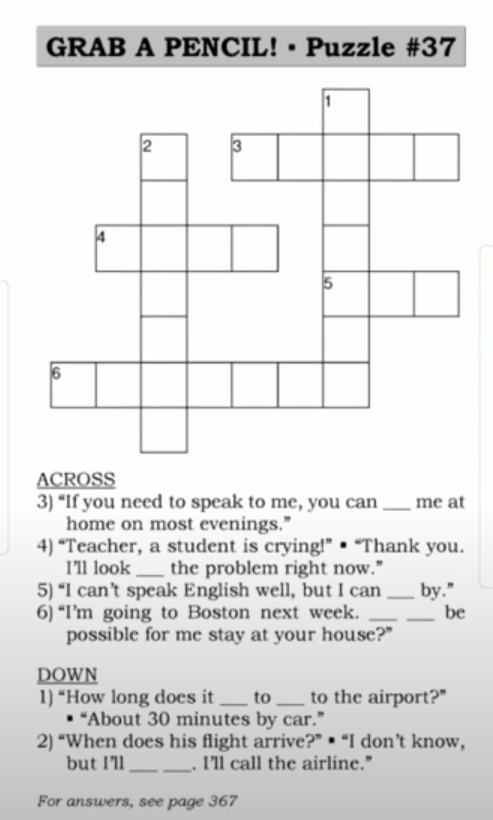 GRAB A PENCIL! ▪ Puzzle #37
1
2
3
4
5
6
ACROSS
3) “If you need to speak to me, you can ___ me at
home on most evenings.”
4) “Teacher, a student is crying!” ▪ “Thank you.
I’ll look ___ the problem right now.”
5) “I can’t speak English well, but I can ___ by.”
6) “I’m going to Boston next week. ___ ___ be
possible for me stay at your house?”
DOWN
1) “How long does it ___ to ___ to the airport?”
▪ “About 30 minutes by car.”
2) “When does his flight arrive?” ▪ “I don’t know,
but I’ll ___ ___. I’ll call the airline.”
For answers, see page 367